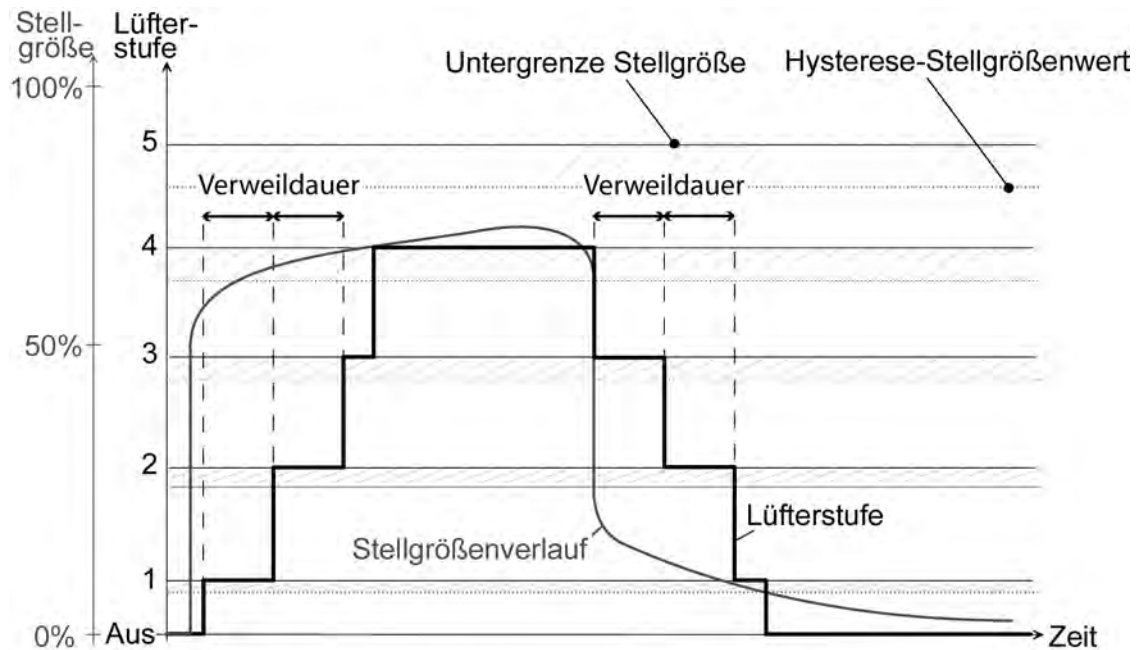 Stell-
größe
Lüfter-
stufe
Untergrenze Stellgröße
Hysterese-Stellgrößenwert
100%
5
Verweildauer
Verweildauer
4
50%
3
2
Lüfterstufe
Stellgrößenverlauf
1
0%
Aus
Zeit